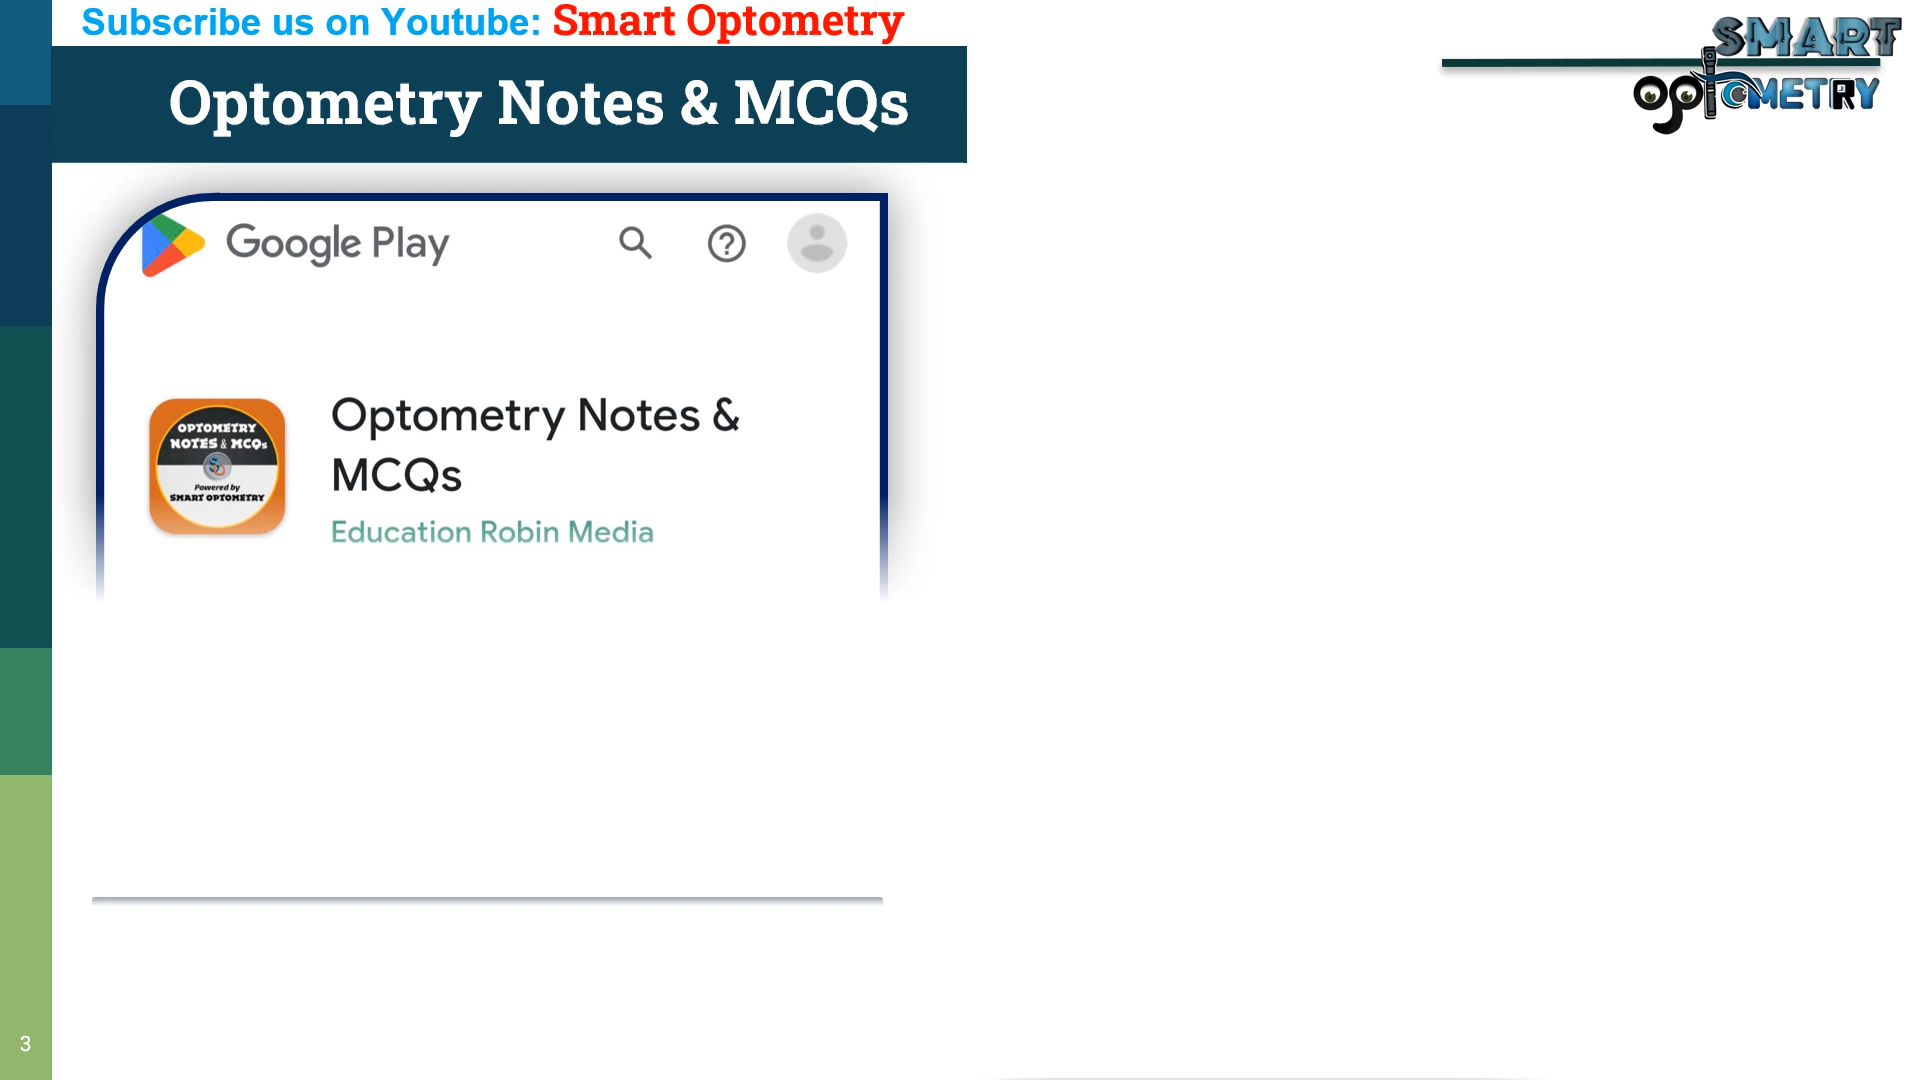 Subscribe us on Youtube: Smart Optometry
SMART
OptOMETRY
Optometry Notes & MCQs
Google Play
Optometry Notes &
MCQs
Education Robin Media
OPTOMETRY
NOTES & MCQs
Powered by
SMART OPTOMETRY
3